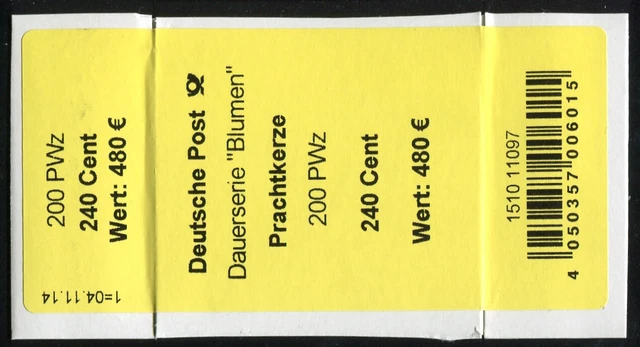 200 PWz
240 Cent
Wert: 480 €
1=04.11.14
Deutsche Post
Dauerserie "Blumen"
Prachtkerze
200 PWz
240 Cent
Wert: 480 €
1510 11097
4 050357 006015